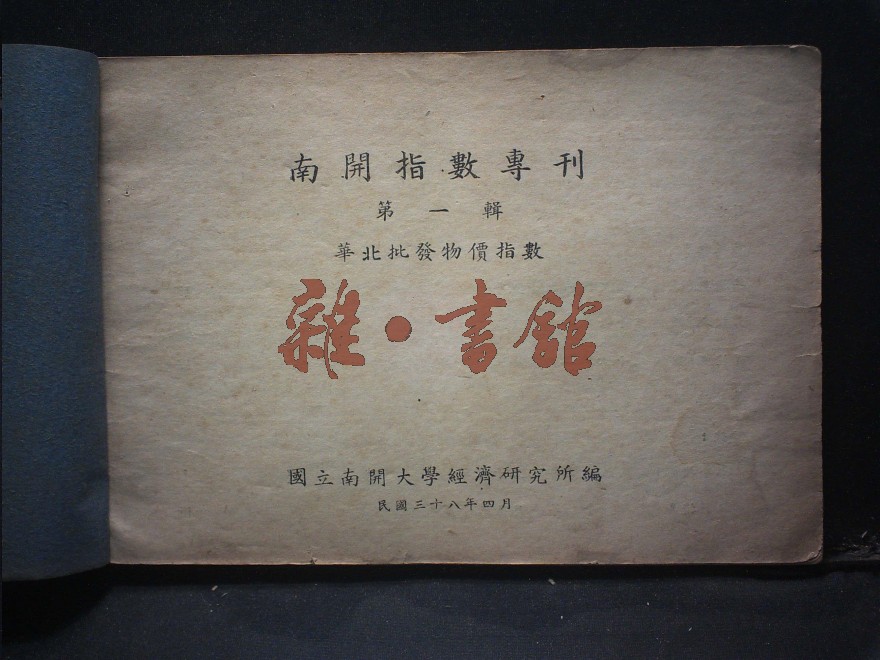 南開指數專刊
第一輯
華北批發物價指數
雜·書館
國立南開大學經濟研究所編
民國三十八年四月